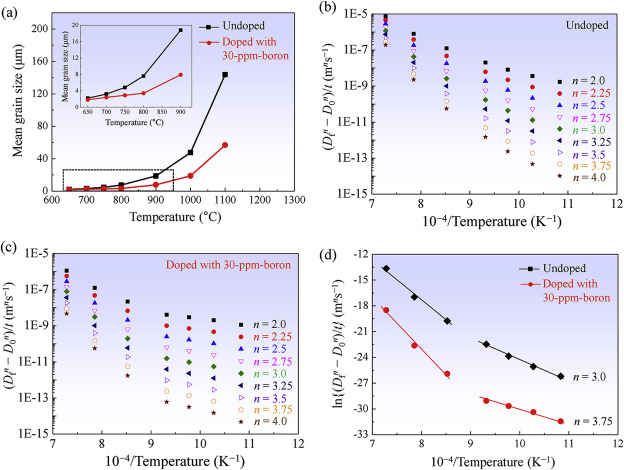 (a)
Undoped
Doped with
30-ppm-boron
Mean grain size (μm)
200
160
120
80
40
0
600 700 800 900 1000 1100 1200 1300
Temperature (°C)
Mean grain size (μm)
20
16
12
8
4
0
650 700 750 800 850 900
Temperature (°C)
(b)
Undoped
(D_f^n − D_0^n)/t (m^n s^−1)
1E−5
1E−7
1E−9
1E−11
1E−13
1E−15
n = 2.0
n = 2.25
n = 2.5
n = 2.75
n = 3.0
n = 3.25
n = 3.5
n = 3.75
n = 4.0
7 8 9 10 11 12 13
10^−4/Temperature (K^−1)
(c)
Doped with 30-ppm-boron
(D_f^n − D_0^n)/t (m^n s^−1)
1E−5
1E−7
1E−9
1E−11
1E−13
1E−15
n = 2.0
n = 2.25
n = 2.5
n = 2.75
n = 3.0
n = 3.25
n = 3.5
n = 3.75
n = 4.0
7 8 9 10 11 12 13
10^−4/Temperature (K^−1)
(d)
Undoped
Doped with
30-ppm-boron
ln{(D_f^n − D_0^n)/t} (m^n s^−1)
−12
−15
−18
−21
−24
−27
−30
−33
n = 3.0
n = 3.75
7 8 9 10 11 12
10^−4/Temperature (K^−1)